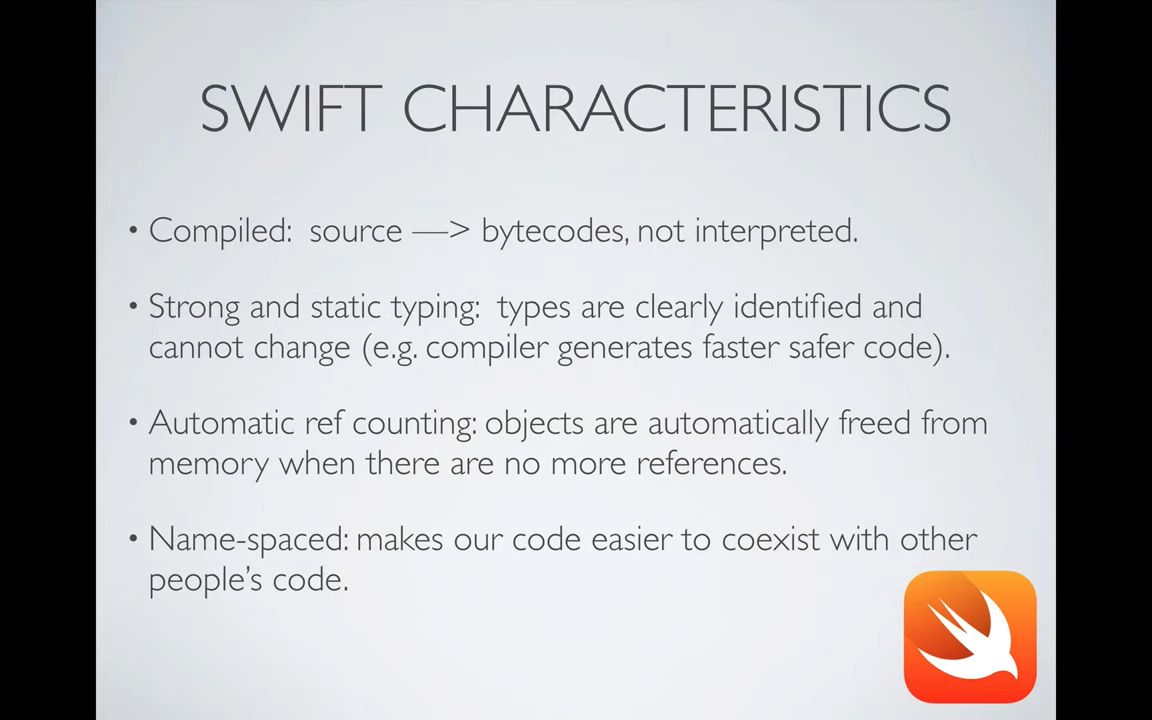 SWIFT CHARACTERISTICS
• Compiled:  source —> bytecodes, not interpreted.
• Strong and static typing:  types are clearly identified and
cannot change (e.g. compiler generates faster safer code).
• Automatic ref counting: objects are automatically freed from
memory when there are no more references.
• Name-spaced: makes our code easier to coexist with other
people’s code.